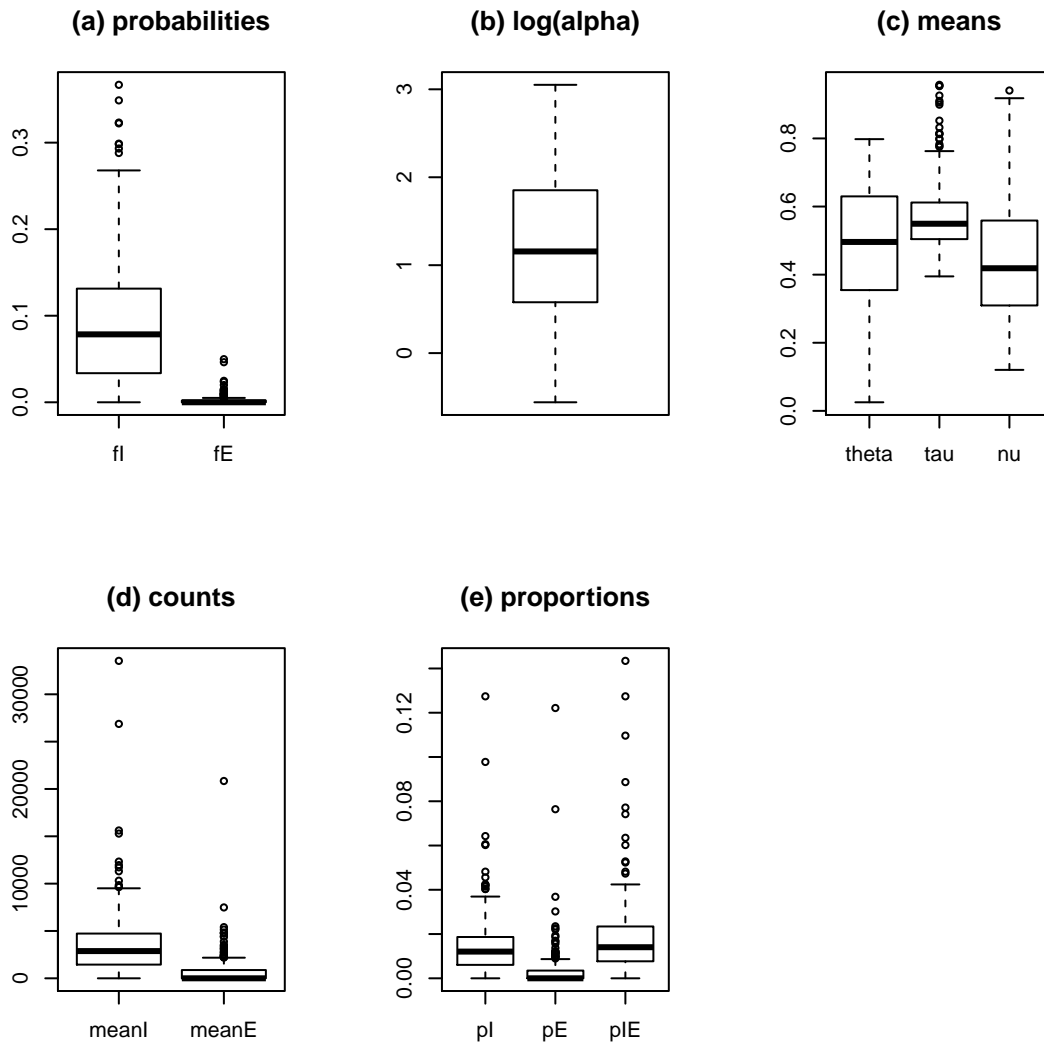 (a) probabilities
0.0 0.1 0.2 0.3
fI fE
(b) log(alpha)
0 1 2 3
(c) means
0.0 0.2 0.4 0.6 0.8
theta tau nu
(d) counts
0 10000 20000 30000
meanI meanE
(e) proportions
0.00 0.04 0.08 0.12
pI pE pIE